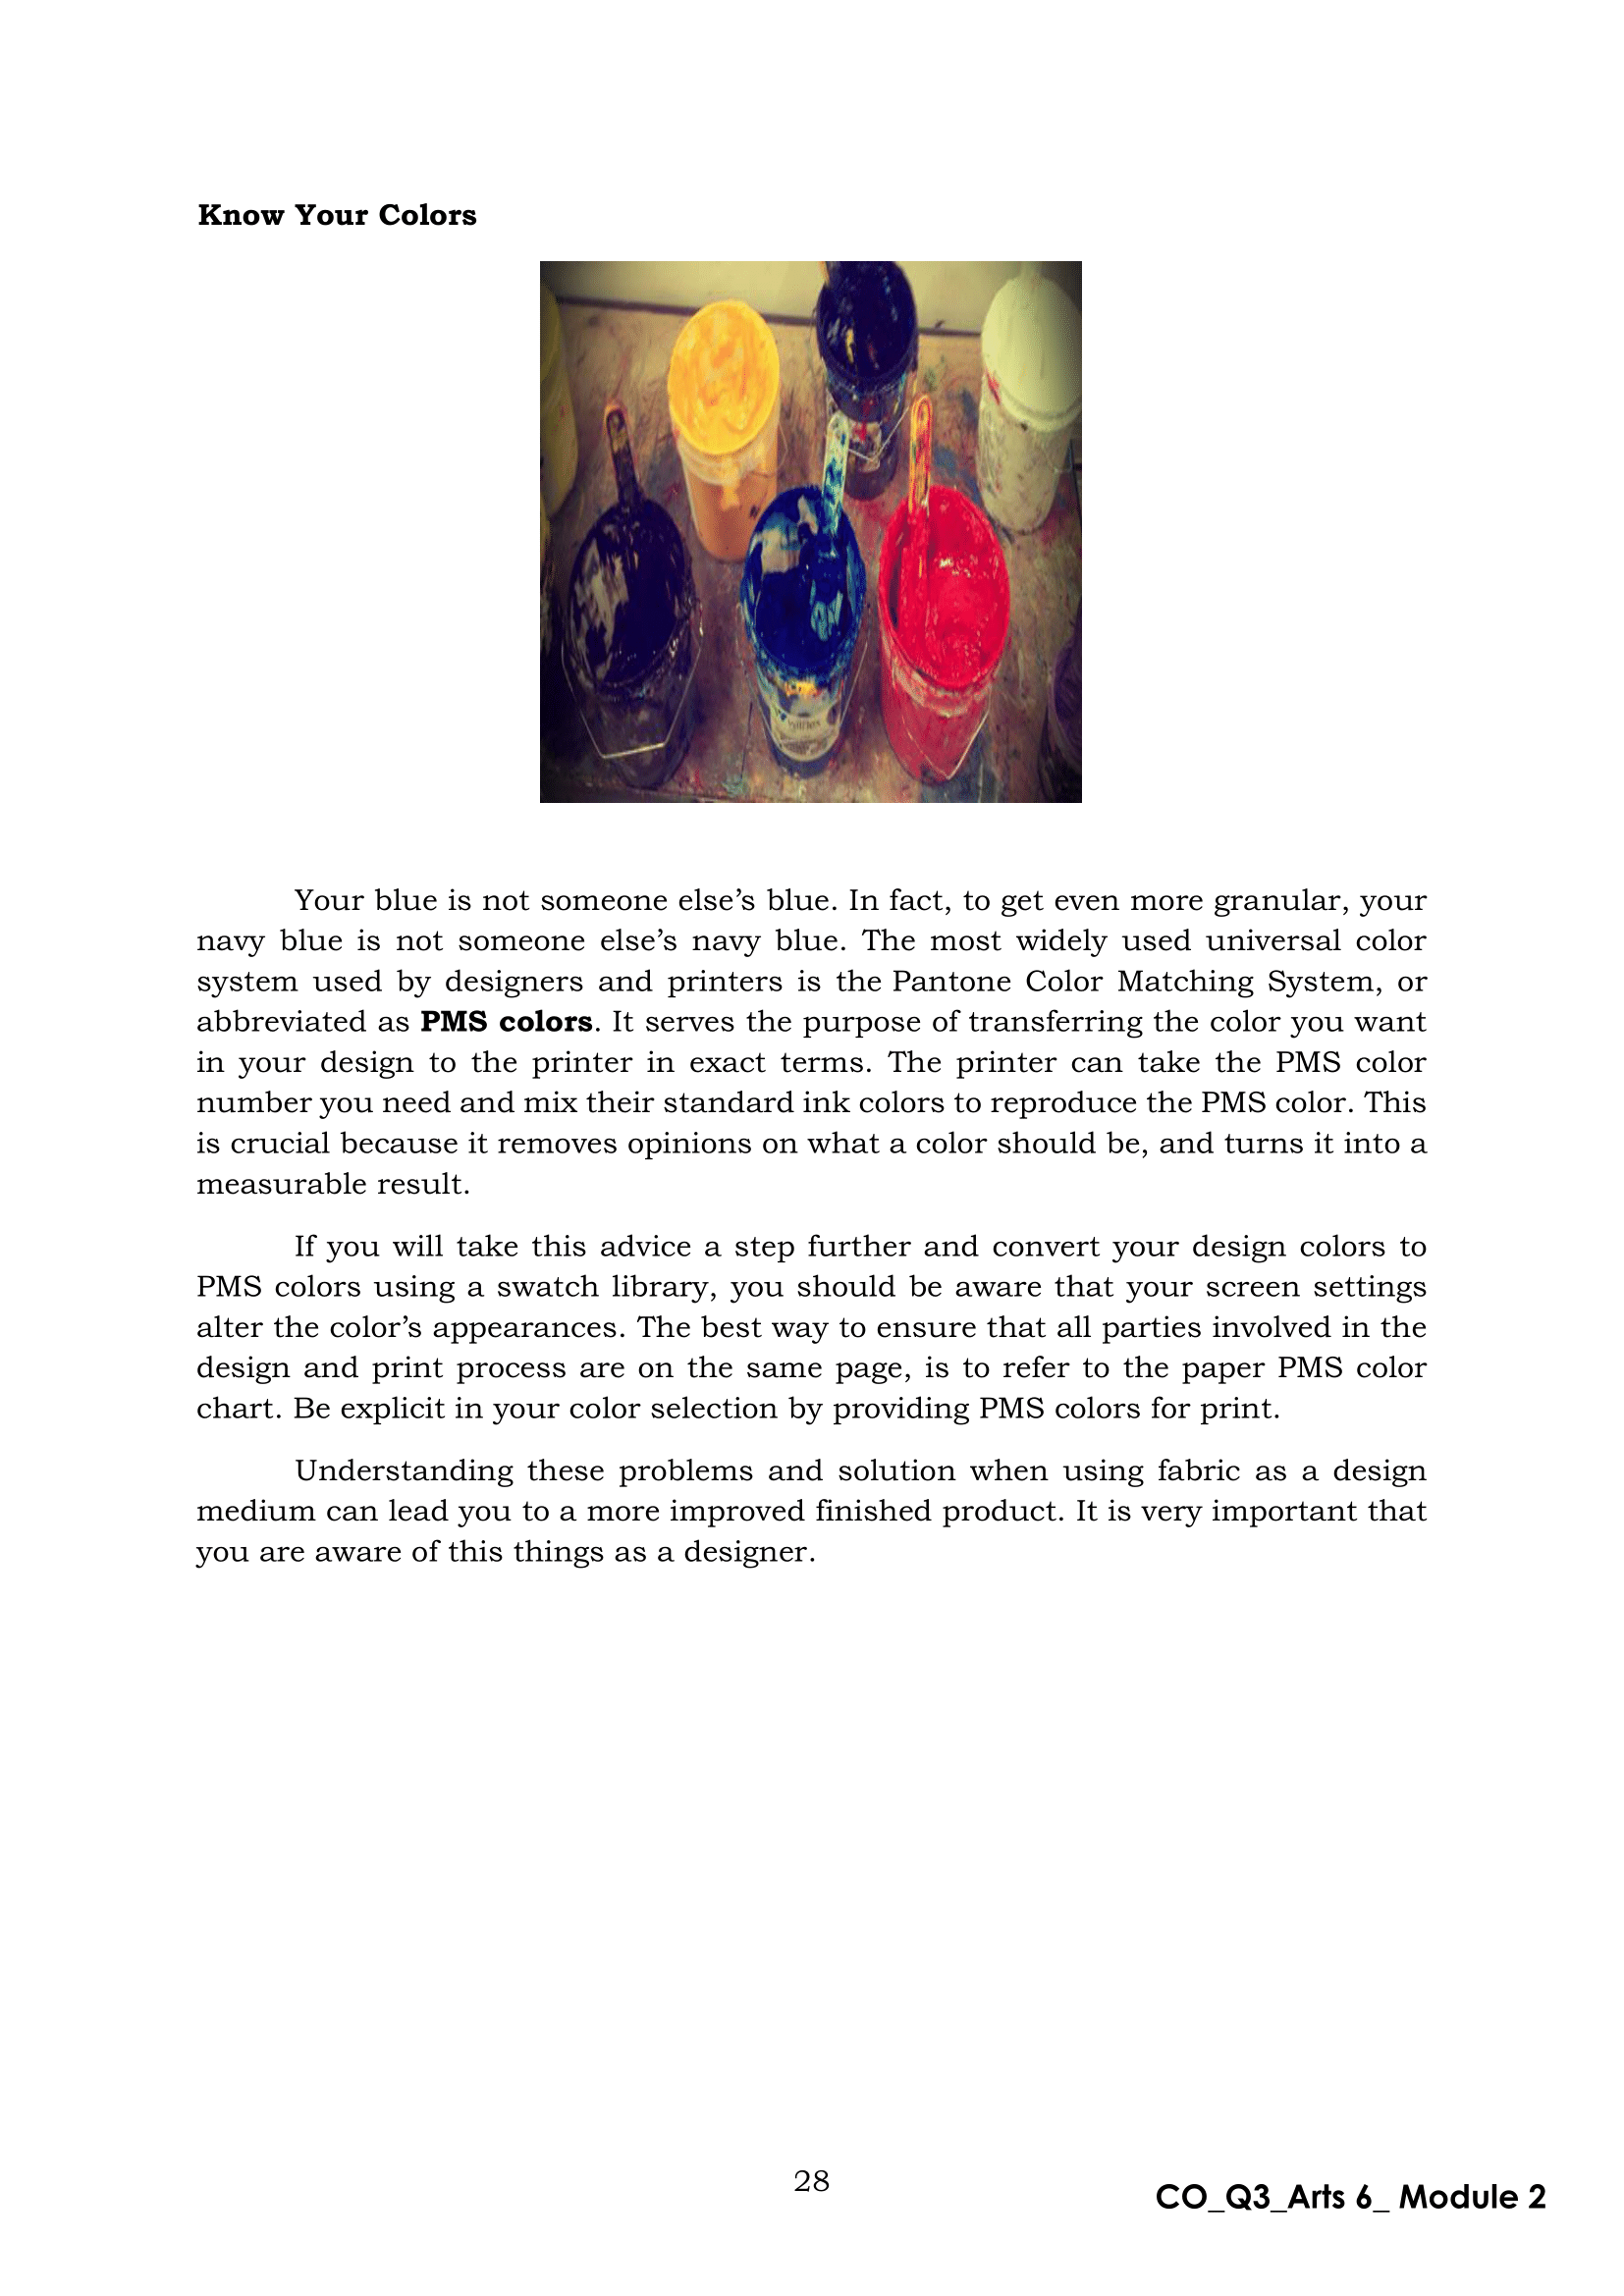 Know Your Colors
Your blue is not someone else’s blue. In fact, to get even more granular, your
navy blue is not someone else’s navy blue. The most widely used universal color
system used by designers and printers is the Pantone Color Matching System, or
abbreviated as PMS colors. It serves the purpose of transferring the color you want
in your design to the printer in exact terms. The printer can take the PMS color
number you need and mix their standard ink colors to reproduce the PMS color. This
is crucial because it removes opinions on what a color should be, and turns it into a
measurable result.
If you will take this advice a step further and convert your design colors to
PMS colors using a swatch library, you should be aware that your screen settings
alter the color’s appearances. The best way to ensure that all parties involved in the
design and print process are on the same page, is to refer to the paper PMS color
chart. Be explicit in your color selection by providing PMS colors for print.
Understanding these problems and solution when using fabric as a design
medium can lead you to a more improved finished product. It is very important that
you are aware of this things as a designer.
28
CO_Q3_Arts 6_ Module 2